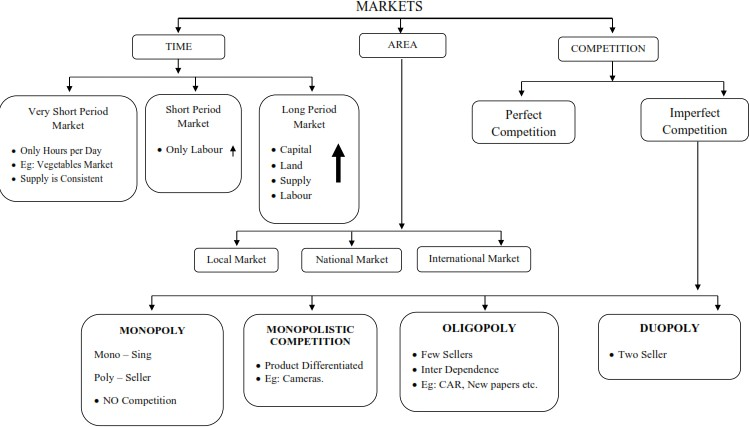 MARKETS
TIME
AREA
COMPETITION
Very Short Period
Market
• Only Hours per Day
• Eg: Vegetables Market
• Supply is Consistent
Short Period
Market
• Only Labour
Long Period
Market
• Capital
• Land
• Supply
• Labour
Perfect
Competition
Imperfect
Competition
Local Market
National Market
International Market
MONOPOLY
Mono – Sing
Poly – Seller
• NO Competition
MONOPOLISTIC
COMPETITION
• Product Differentiated
• Eg: Cameras.
OLIGOPOLY
• Few Sellers
• Inter Dependence
• Eg: CAR, New papers etc.
DUOPOLY
• Two Seller